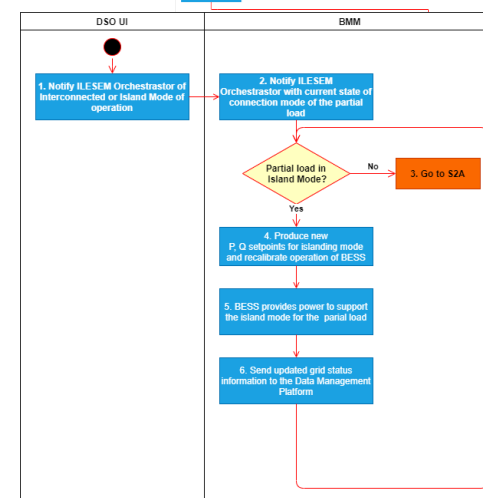 DSO UI
BMM
1. Notify ILESEM Orchestrastor of
Interconnected or Island Mode of
operation
2. Notify ILESEM
Orchestrastor with current state of
connection mode of the partial
load
Partial load in
Island Mode?
No
3. Go to S2A
Yes
4. Produce new
P, Q setpoints for islanding mode
and recalibrate operation of BESS
5. BESS provides power to support
the island mode for the parial load
6. Send updated grid status
information to the Data Management
Platform